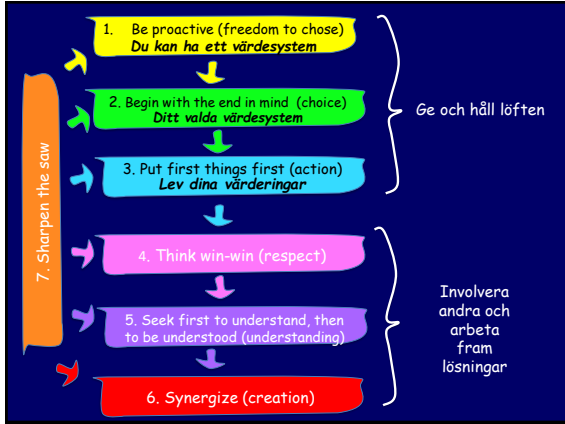 1. Be proactive (freedom to chose)
Du kan ha ett värdesystem
2. Begin with the end in mind (choice)
Ditt valda värdesystem
3. Put first things first (action)
Lev dina värderingar
Ge och håll löften
4. Think win-win (respect)
5. Seek first to understand, then
to be understood (understanding)
6. Synergize (creation)
Involvera
andra och
arbeta
fram
lösningar
7. Sharpen the saw